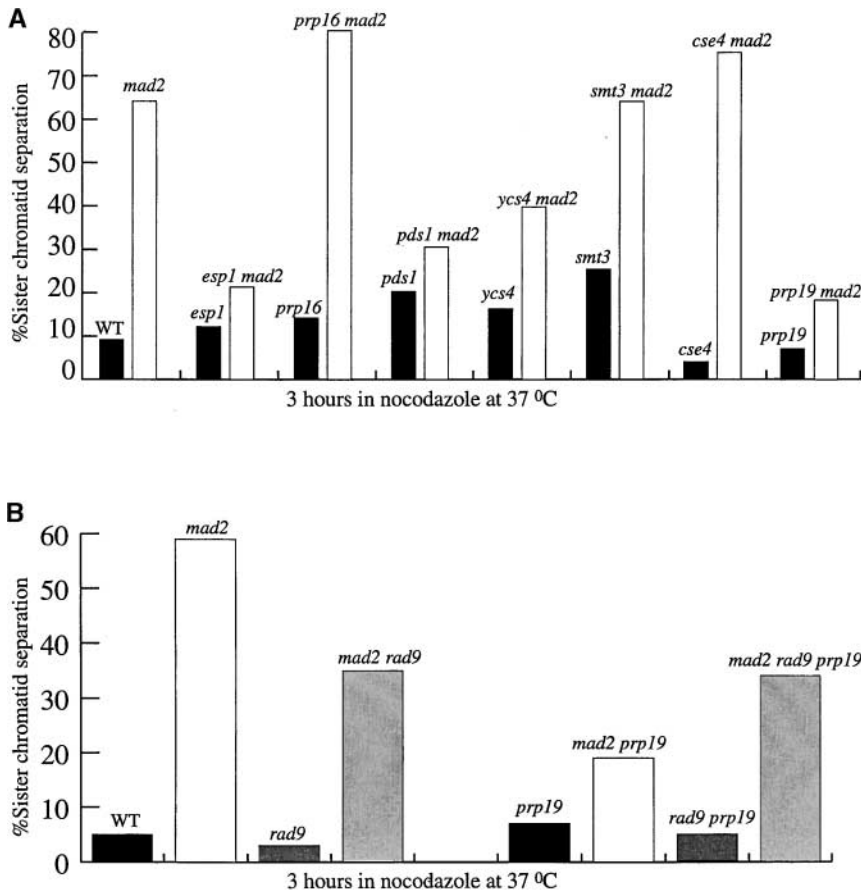 A
%Sister chromatid separation
80
70
60
50
40
30
20
10
0
WT
mad2
esp1
esp1 mad2
prp16
prp16 mad2
pds1
pds1 mad2
ycs4
ycs4 mad2
smt3
smt3 mad2
cse4
cse4 mad2
prp19
prp19 mad2
3 hours in nocodazole at 37 ⁰C
B
%Sister chromatid separation
60
50
40
30
20
10
0
WT
mad2
rad9
mad2 rad9
prp19
mad2 prp19
rad9 prp19
mad2 rad9 prp19
3 hours in nocodazole at 37 ⁰C